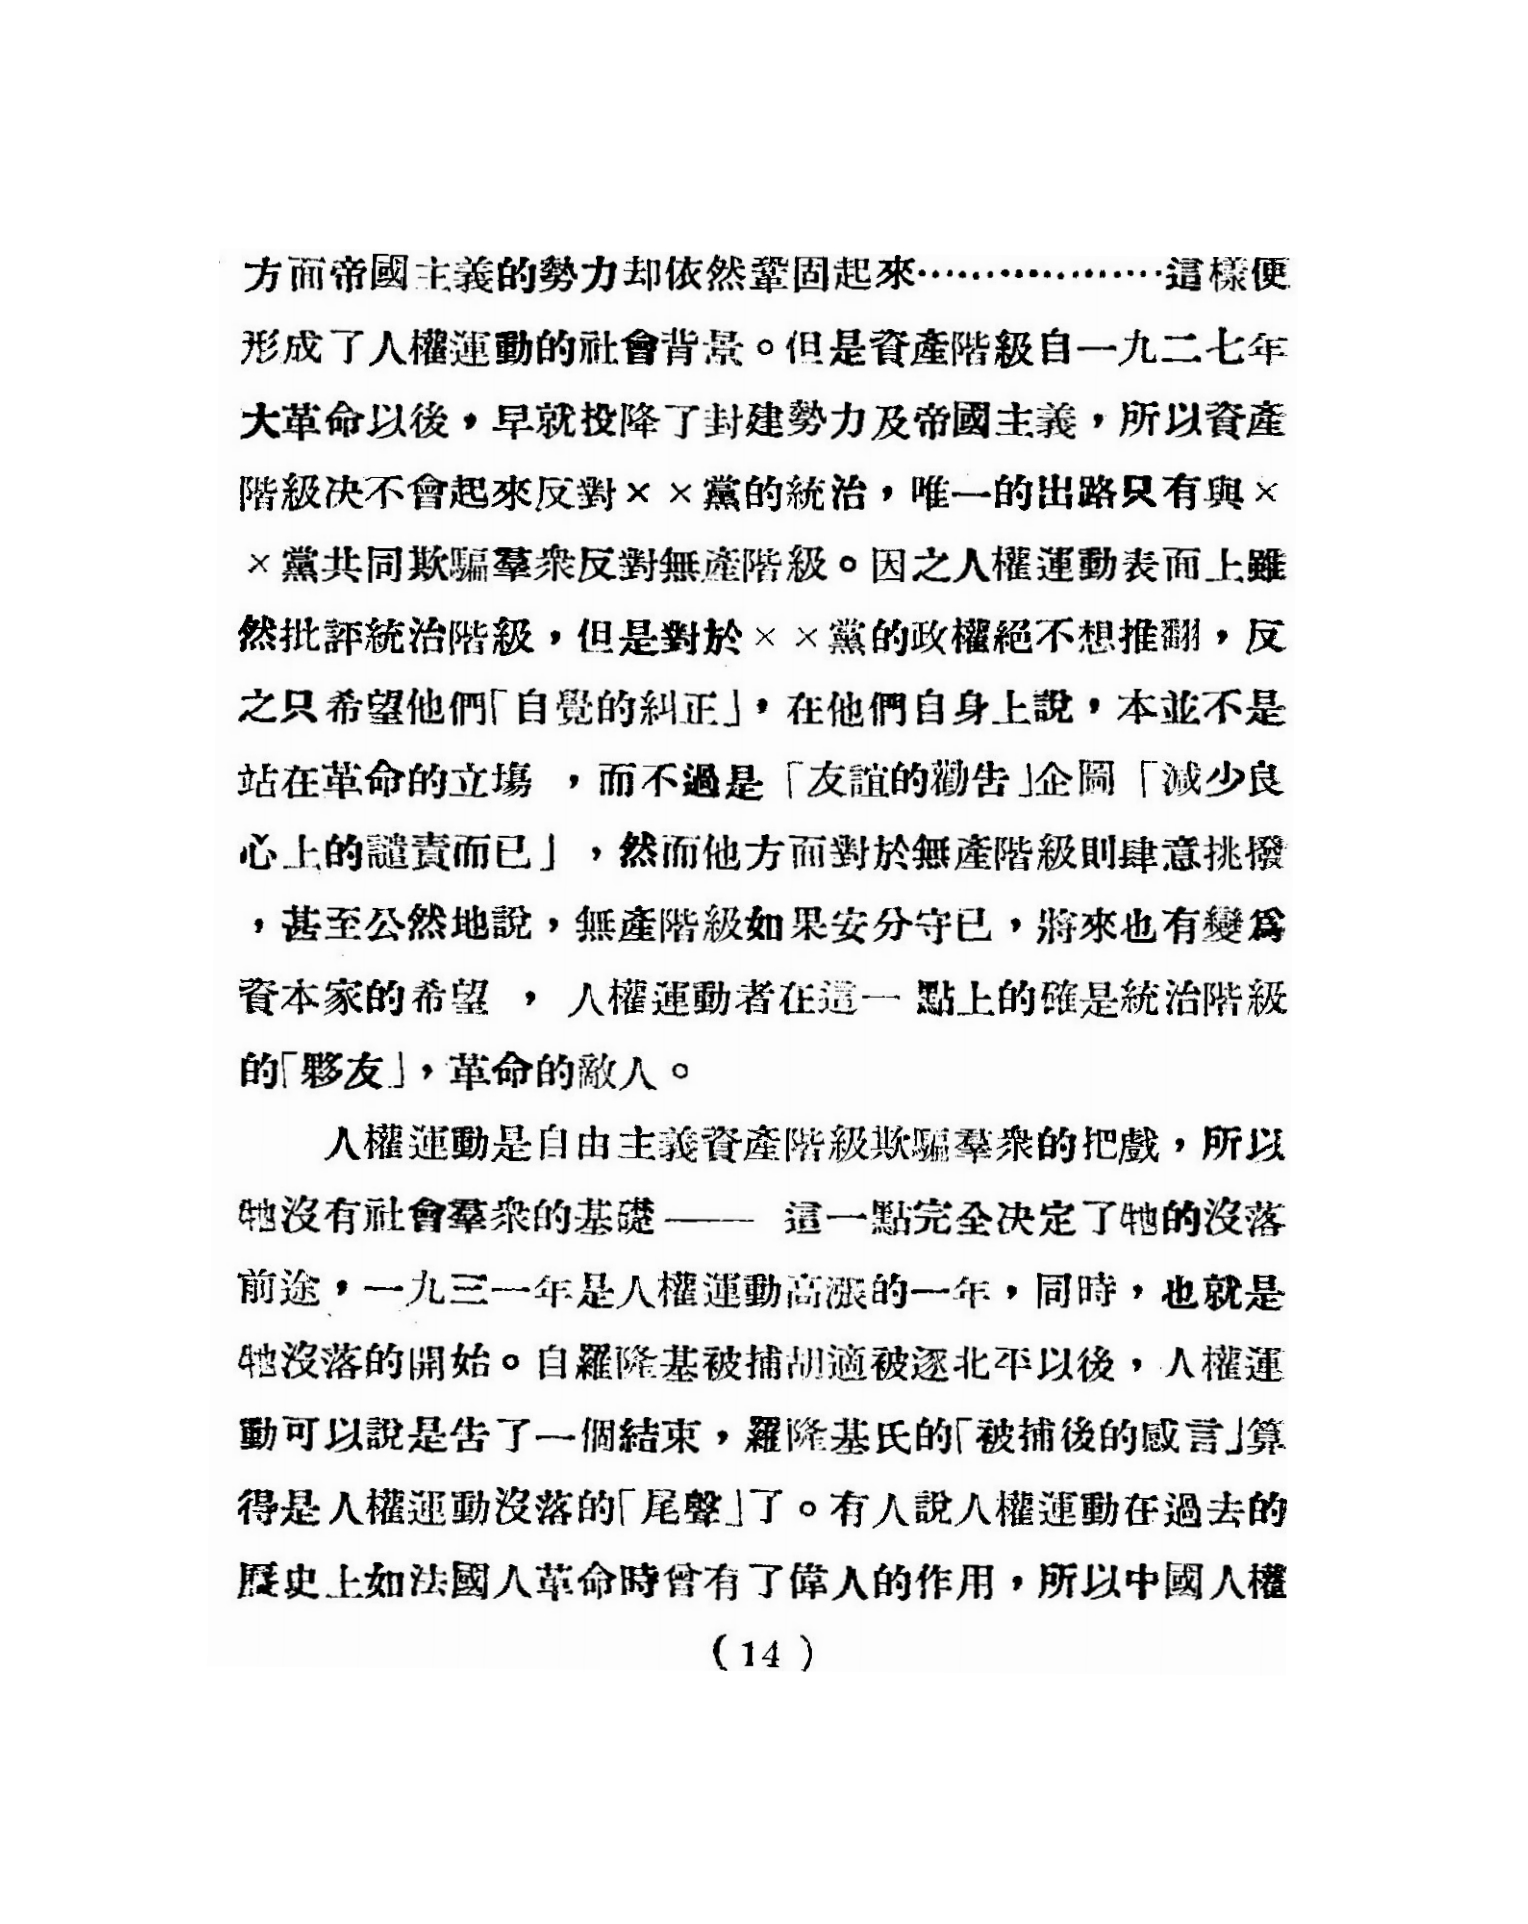 方面帝國主義的勢力却依然鞏固起來………………這樣便
形成了人權運動的社會背景。但是資產階級自一九二七年
大革命以後，早就投降了封建勢力及帝國主義，所以資產
階級決不會起來反對××黨的統治，唯一的出路只有與×
×黨共同欺騙羣衆反對無產階級。因之人權運動表面上雖
然批評統治階級，但是對於××黨的政權絕不想推翻，反
之只希望他們「自覺的糾正」，在他們自身上說，本並不是
站在革命的立塲，而不過是「友誼的勸告」企圖「減少良
心上的譴責而已」，然而他方面對於無產階級則肆意挑撥
，甚至公然地說，無產階級如果安分守已，將來也有變爲
資本家的希望，人權運動者在這一點上的確是統治階級
的「夥友」，革命的敵人。
人權運動是自由主義資產階級欺騙羣衆的把戲，所以
牠沒有社會羣衆的基礎——這一點完全决定了牠的沒落
前途，一九三一年是人權運動高漲的一年，同時，也就是
牠沒落的開始。自羅隆基被捕胡適被逐北平以後，人權運
動可以說是告了一個結束，羅隆基氏的「被捕後的感言」算
得是人權運動沒落的「尾聲」了。有人說人權運動在過去的
歷史上如法國人革命時曾有了偉人的作用，所以中國人權
（14）